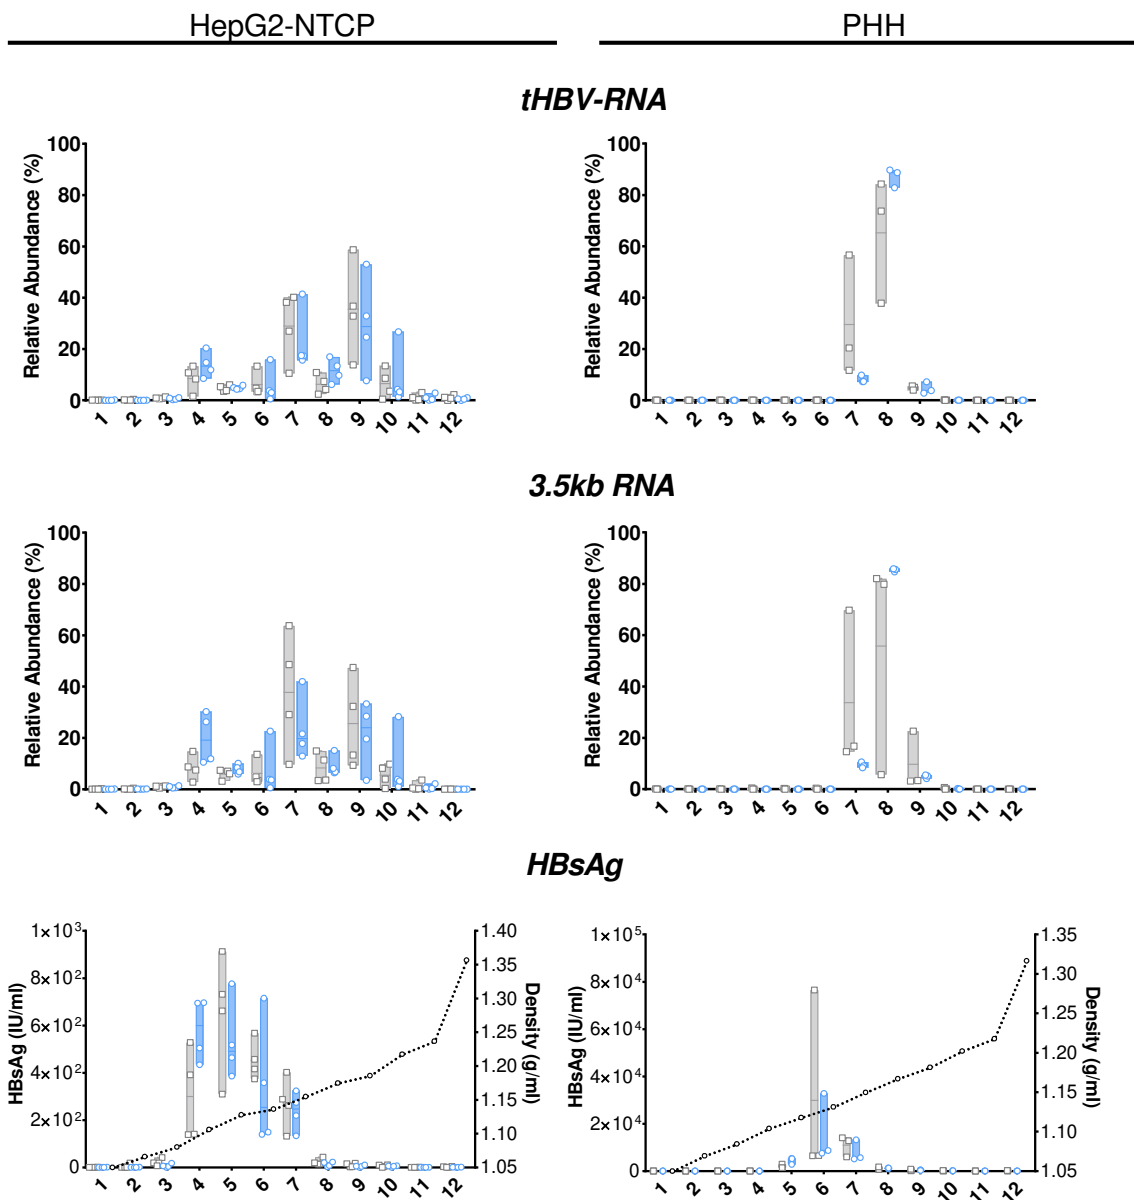 HepG2-NTCP PHH
tHBV-RNA
100 100
80 80
60 60
40 40
20 20
0 0
Relative Abundance (%) Relative Abundance (%)
1 2 3 4 5 6 7 8 9 10 11 12 1 2 3 4 5 6 7 8 9 10 11 12
3.5kb RNA
100 100
80 80
60 60
40 40
20 20
0 0
Relative Abundance (%) Relative Abundance (%)
1 2 3 4 5 6 7 8 9 10 11 12 1 2 3 4 5 6 7 8 9 10 11 12
HBsAg
1×10³ 1.40 1×10⁵ 1.35
8×10² 1.35 8×10⁴ 1.30
6×10² 1.30 6×10⁴ 1.25
4×10² 1.25 4×10⁴ 1.20
2×10² 1.20 2×10⁴ 1.15
0 1.15 0 1.10
1.10 1.05
1.05
HBsAg (IU/ml) Density (g/ml) HBsAg (IU/ml) Density (g/ml)
1 2 3 4 5 6 7 8 9 10 11 12 1 2 3 4 5 6 7 8 9 10 11 12